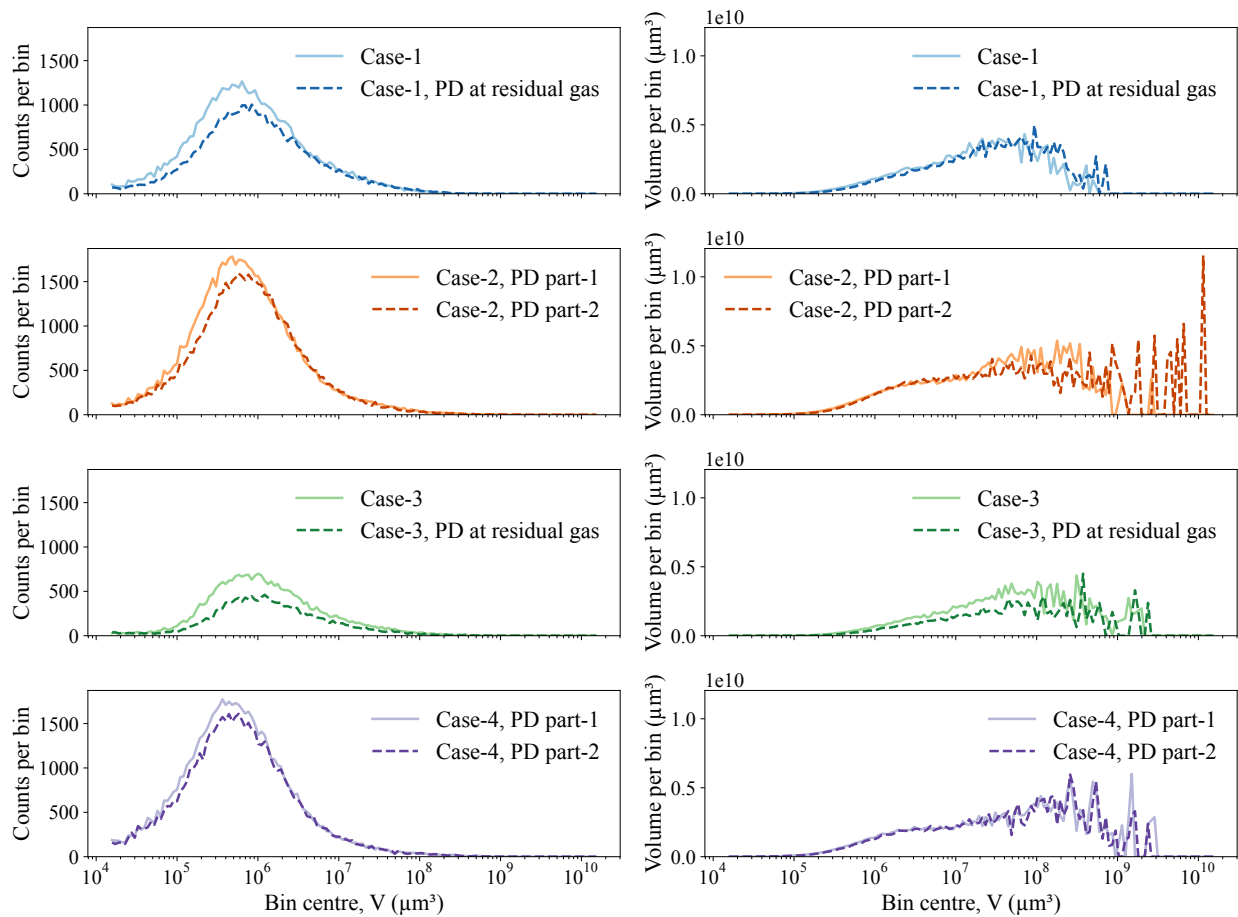 1e10
1500
1000
500
0
Counts per bin
Case-1
Case-1, PD at residual gas
1.0
0.5
0.0
Volume per bin (µm³)
Case-1
Case-1, PD at residual gas
1e10
1500
1000
500
0
Counts per bin
Case-2, PD part-1
Case-2, PD part-2
1.0
0.5
0.0
Volume per bin (µm³)
Case-2, PD part-1
Case-2, PD part-2
1e10
1500
1000
500
0
Counts per bin
Case-3
Case-3, PD at residual gas
1.0
0.5
0.0
Volume per bin (µm³)
Case-3
Case-3, PD at residual gas
1e10
1500
1000
500
0
Counts per bin
Case-4, PD part-1
Case-4, PD part-2
1.0
0.5
0.0
Volume per bin (µm³)
Case-4, PD part-1
Case-4, PD part-2
10⁴ 10⁵ 10⁶ 10⁷ 10⁸ 10⁹ 10¹⁰
Bin centre, V (µm³)
10⁴ 10⁵ 10⁶ 10⁷ 10⁸ 10⁹ 10¹⁰
Bin centre, V (µm³)